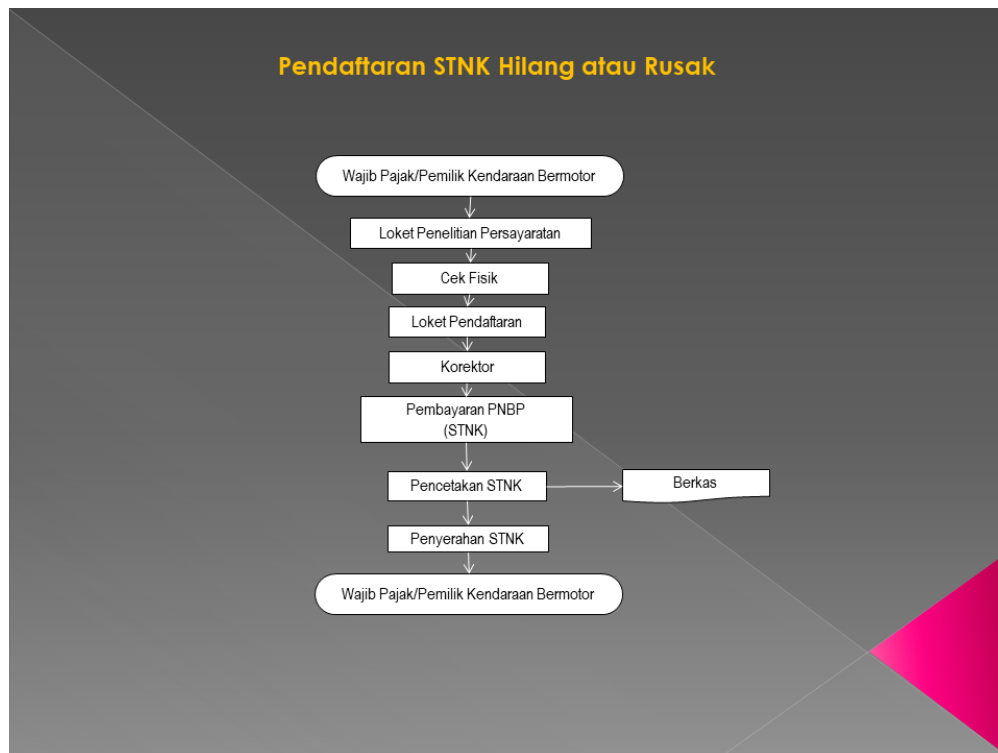 Pendaftaran STNK Hilang atau Rusak
Wajib Pajak/Pemilik Kendaraan Bermotor
Loket Penelitian Persayaratan
Cek Fisik
Loket Pendaftaran
Korektor
Pembayaran PNBP
(STNK)
Pencetakan STNK
Berkas
Penyerahan STNK
Wajib Pajak/Pemilik Kendaraan Bermotor